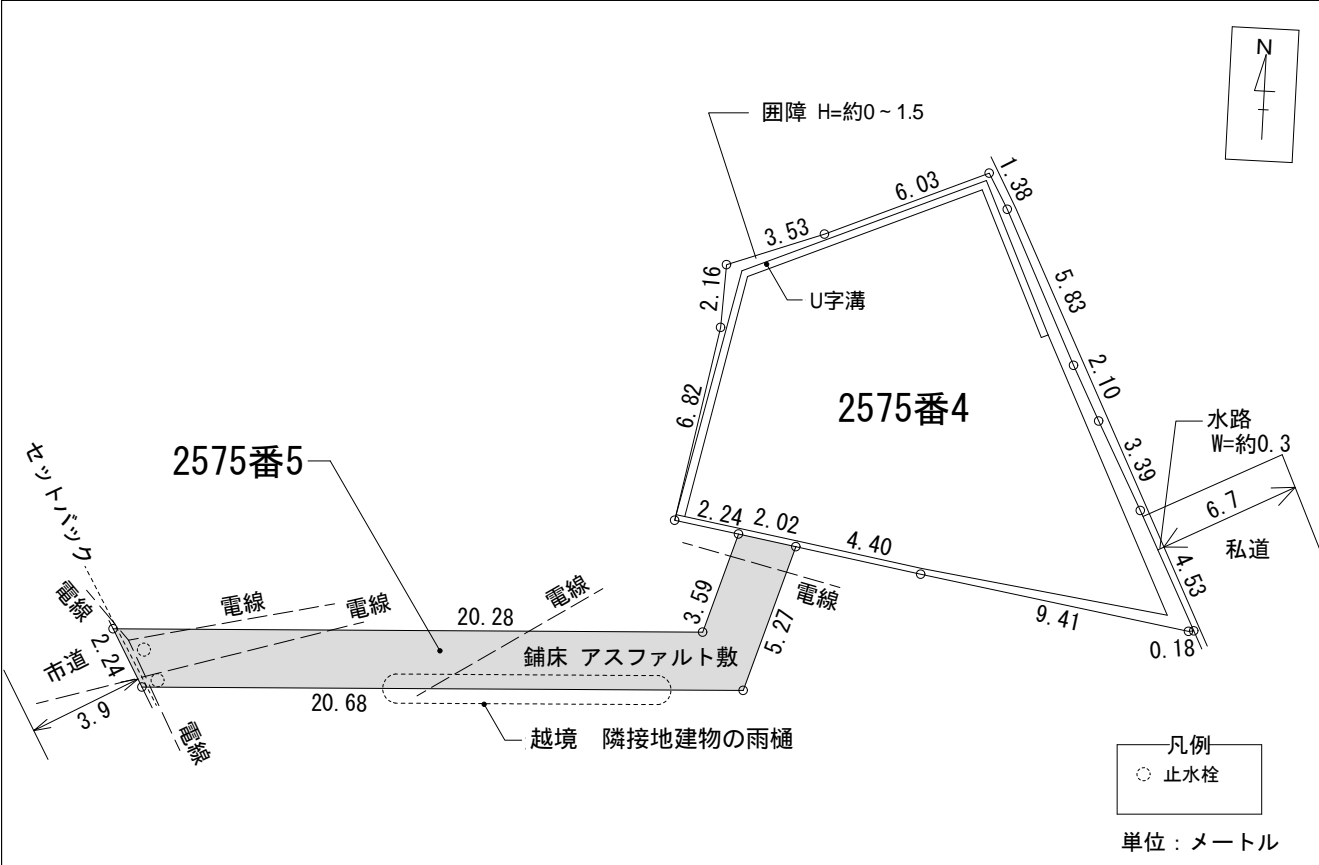 N
囲障 H=約0~1.5
1.38
6.03
3.53
5.83
2.16
U字溝
2.10
6.82
2575番4
水路
W=約0.3
3.39
6.7
私道
4.53
2575番5
セットバック
2.24
2.02
4.40
電線
9.41
0.18
電線
電線
電線
電線
20.28
3.59
5.27
2.24
市道
舗床 アスファルト敷
20.68
3.9
電線
越境 隣接地建物の雨樋
凡例
止水栓
単位：メートル